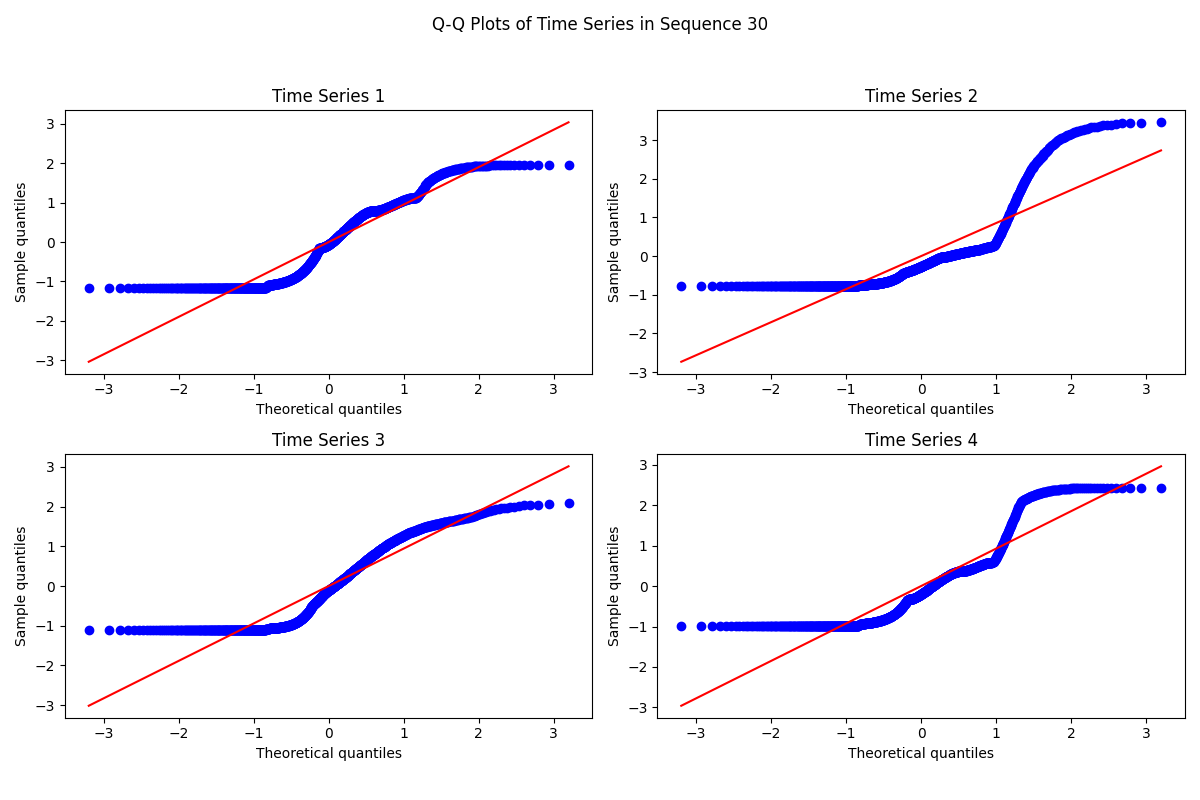 Q-Q Plots of Time Series in Sequence 30
Time Series 1
Sample quantiles
3
2
1
0
−1
−2
−3
−3 −2 −1 0 1 2 3
Theoretical quantiles
Time Series 2
Sample quantiles
3
2
1
0
−1
−2
−3
−3 −2 −1 0 1 2 3
Theoretical quantiles
Time Series 3
Sample quantiles
3
2
1
0
−1
−2
−3
−3 −2 −1 0 1 2 3
Theoretical quantiles
Time Series 4
Sample quantiles
3
2
1
0
−1
−2
−3
−3 −2 −1 0 1 2 3
Theoretical quantiles